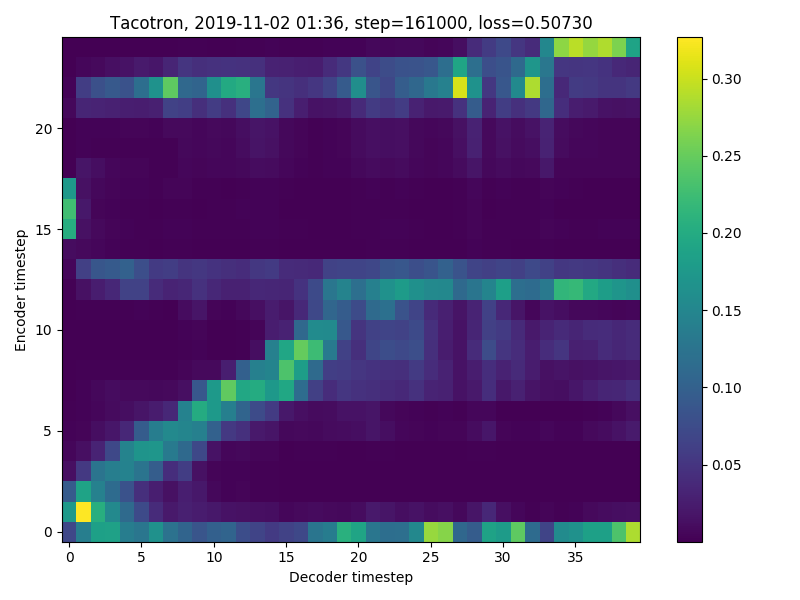 Tacotron, 2019-11-02 01:36, step=161000, loss=0.50730
Encoder timestep
20
15
10
5
0
0 5 10 15 20 25 30 35
Decoder timestep
0.30
0.25
0.20
0.15
0.10
0.05